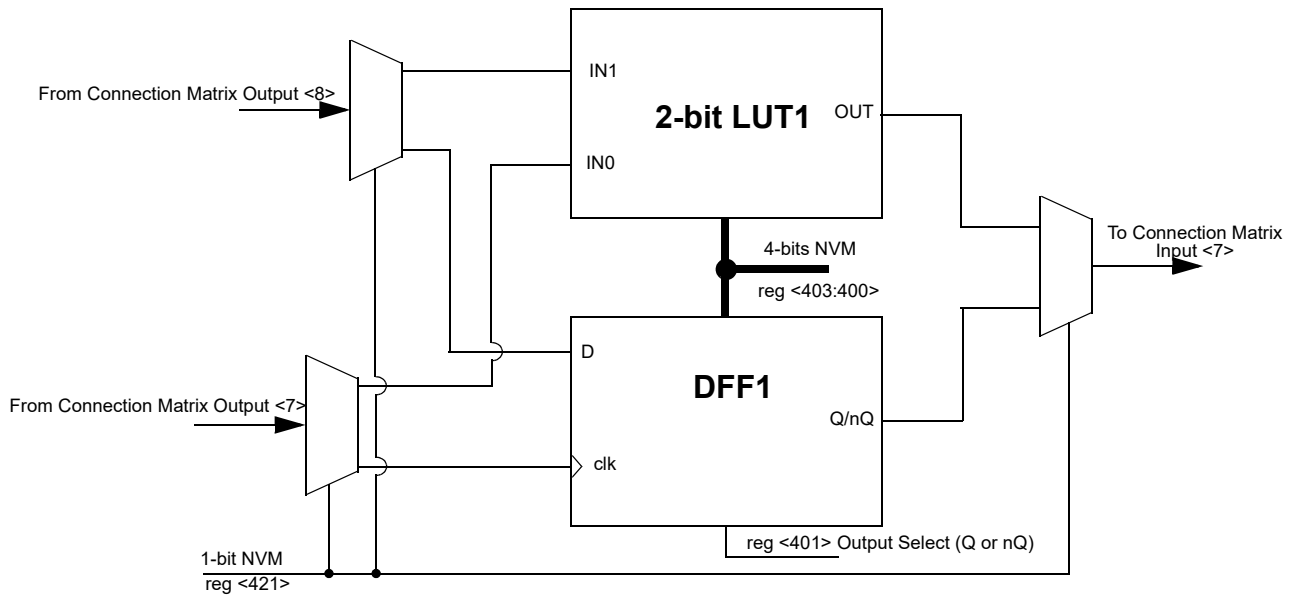 From Connection Matrix Output <8>
IN1
2-bit LUT1
OUT
IN0
To Connection Matrix
Input <7>
4-bits NVM
reg <403:400>
D
DFF1
From Connection Matrix Output <7>
Q/nQ
clk
reg <401> Output Select (Q or nQ)
1-bit NVM
reg <421>